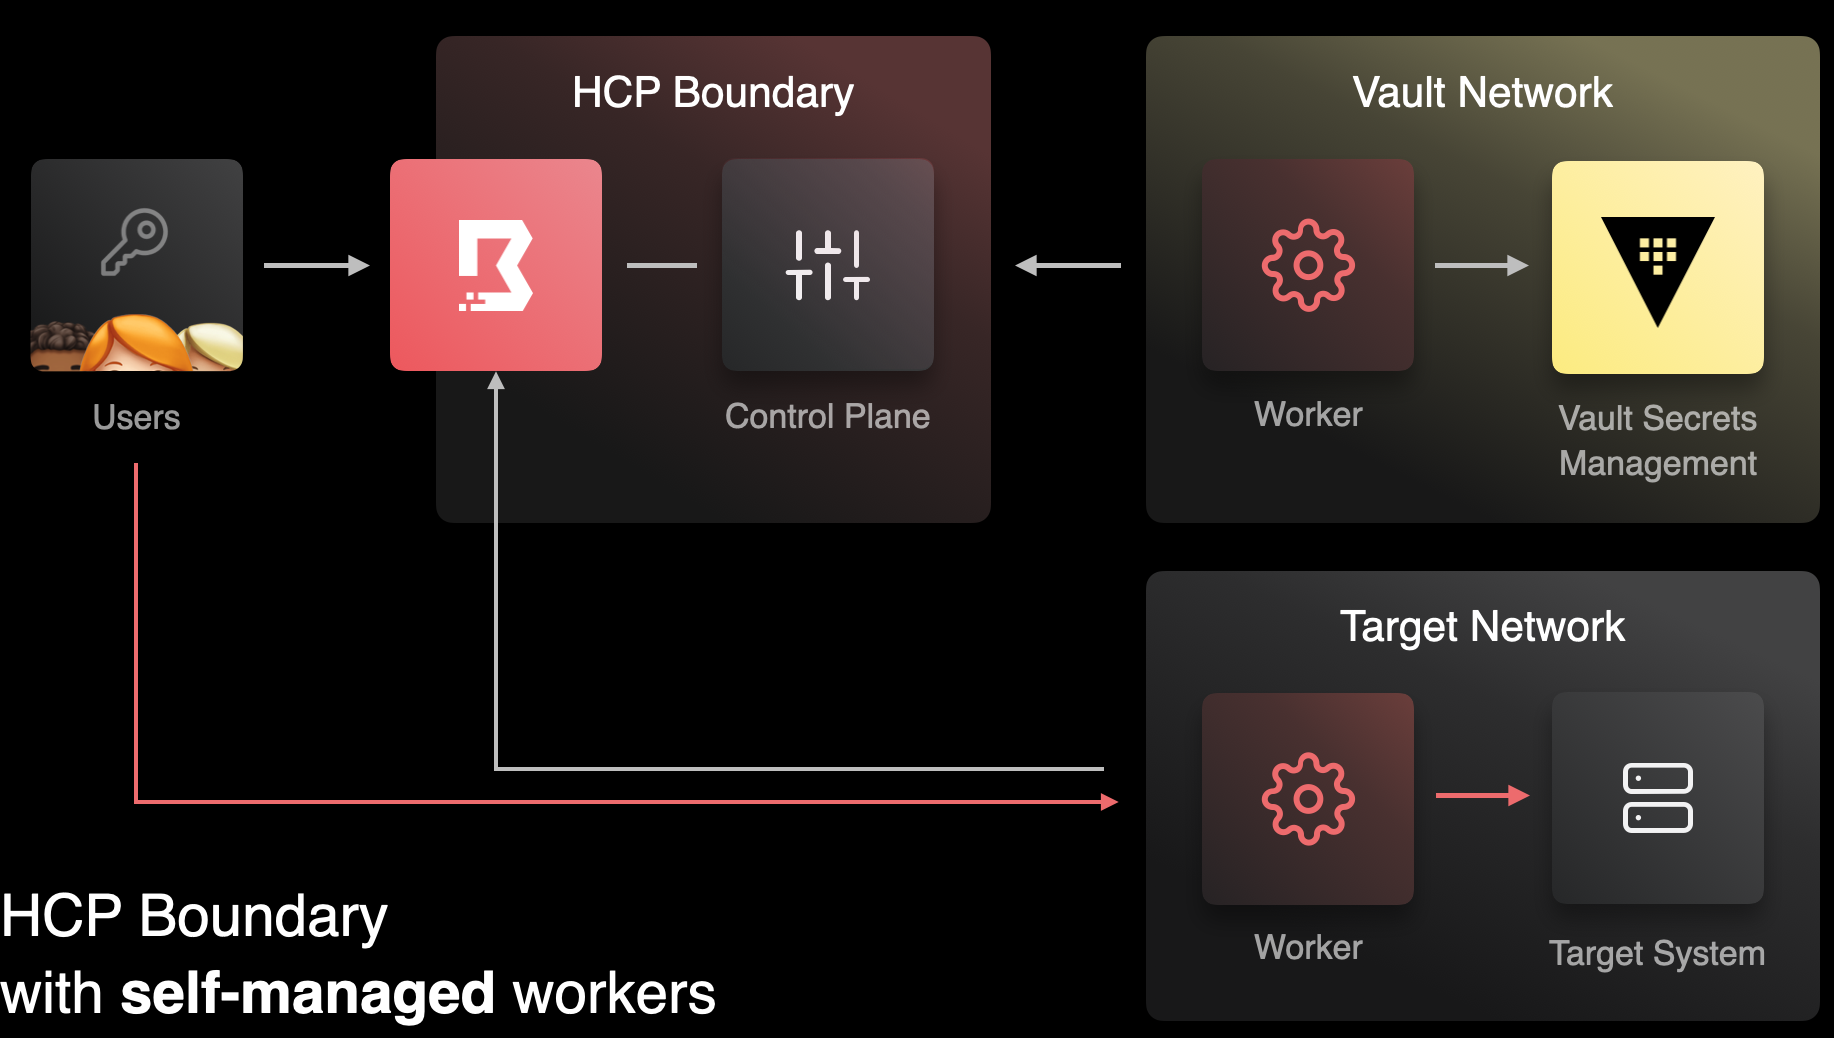 HCP Boundary
Vault Network
Users
Control Plane
Worker
Vault Secrets
Management
Target Network
Worker
Target System
HCP Boundary
with self-managed workers